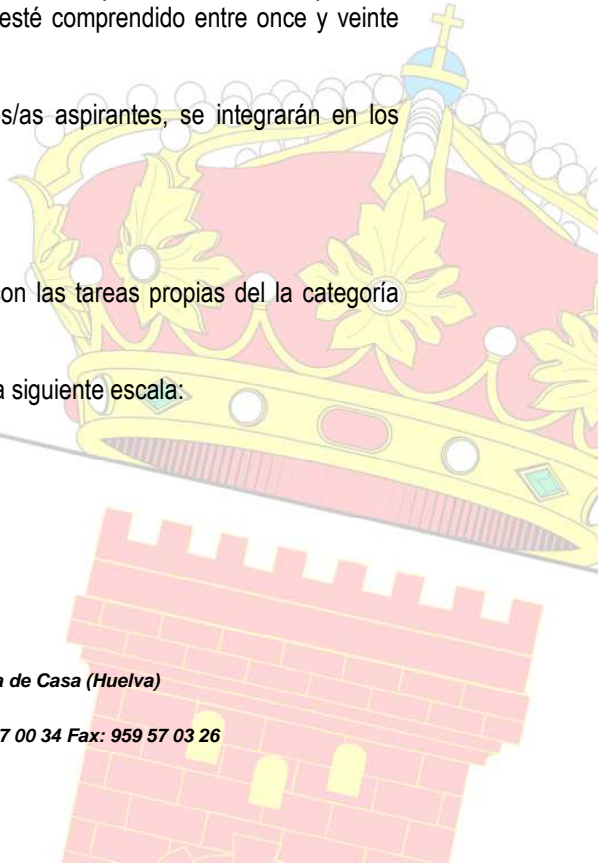 esté comprendido entre once y veinte
s/as aspirantes, se integrarán en los
con las tareas propias del la categoría
a siguiente escala:
a de Casa (Huelva)
7 00 34 Fax: 959 57 03 26